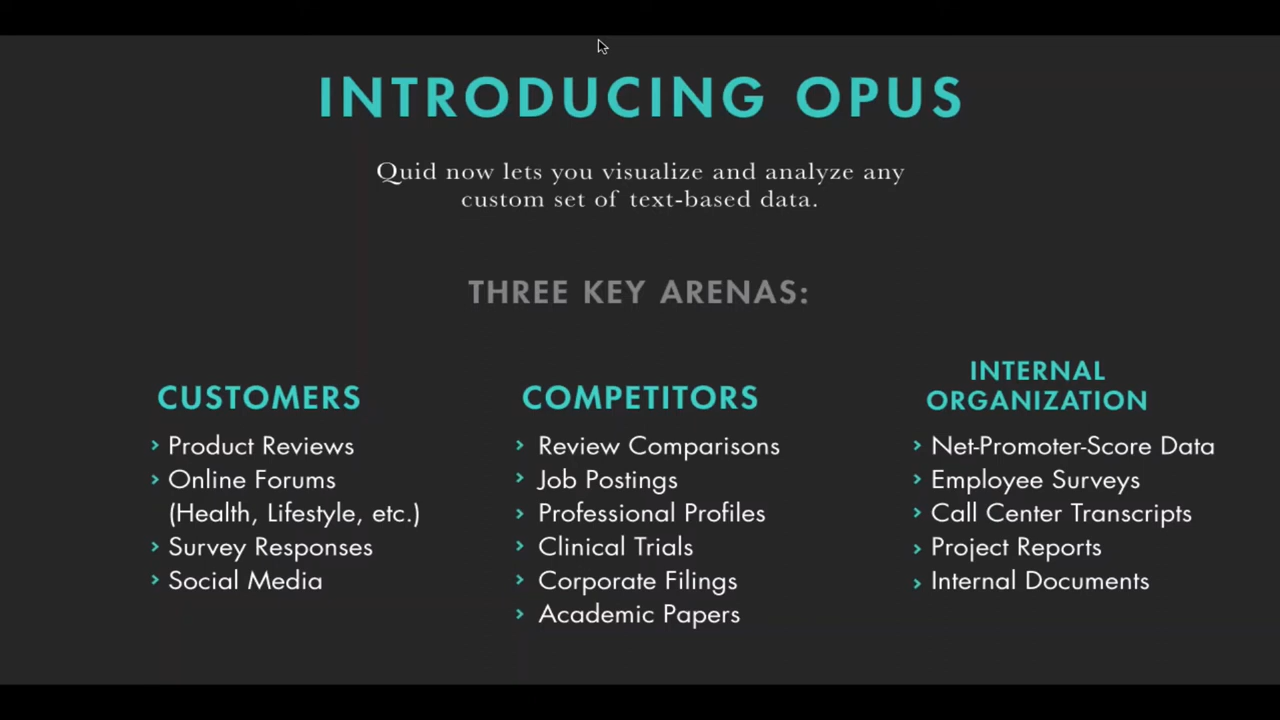 INTRODUCING OPUS
Quid now lets you visualize and analyze any
custom set of text-based data.
THREE KEY ARENAS:
CUSTOMERS
› Product Reviews
› Online Forums
(Health, Lifestyle, etc.)
› Survey Responses
› Social Media
COMPETITORS
› Review Comparisons
› Job Postings
› Professional Profiles
› Clinical Trials
› Corporate Filings
› Academic Papers
INTERNAL
ORGANIZATION
› Net-Promoter-Score Data
› Employee Surveys
› Call Center Transcripts
› Project Reports
› Internal Documents